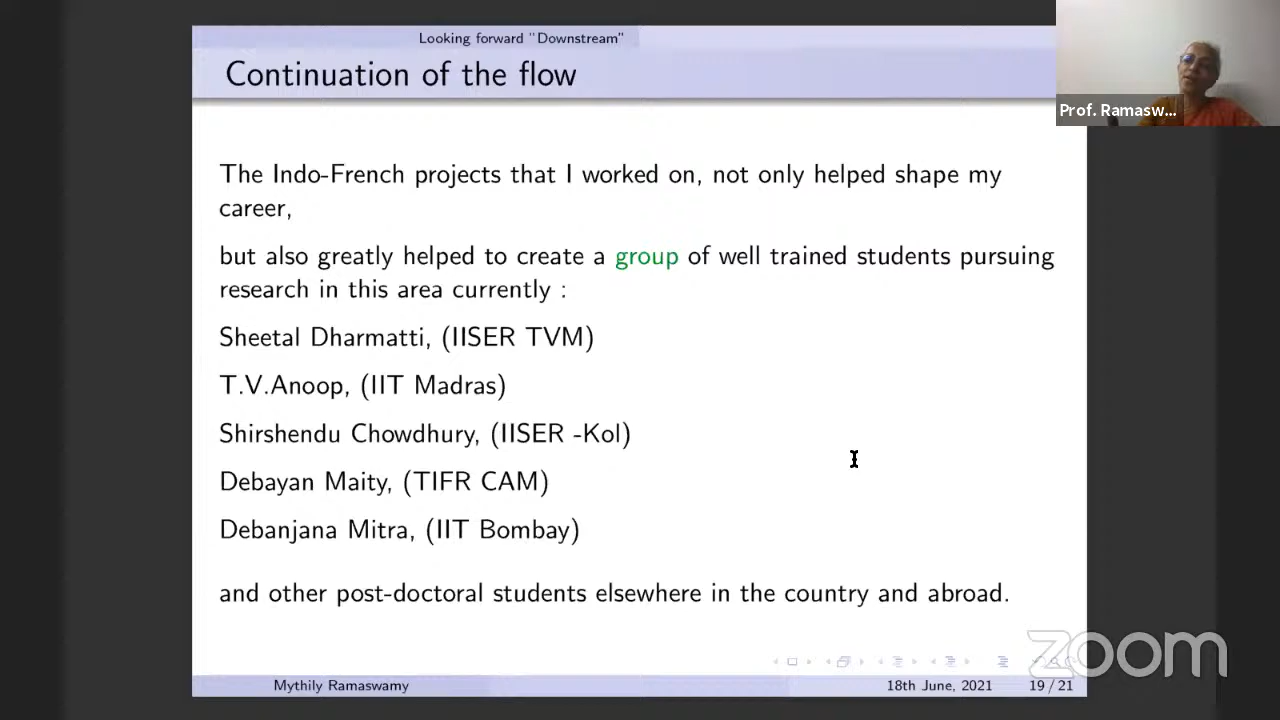 Looking forward "Downstream"
Continuation of the flow
Prof. Ramasw...
The Indo-French projects that I worked on, not only helped shape my
career,
but also greatly helped to create a group of well trained students pursuing
research in this area currently :
Sheetal Dharmatti, (IISER TVM)
T.V.Anoop, (IIT Madras)
Shirshendu Chowdhury, (IISER -Kol)
Debayan Maity, (TIFR CAM)
Debanjana Mitra, (IIT Bombay)
and other post-doctoral students elsewhere in the country and abroad.
zoom
Mythily Ramaswamy 18th June, 2021 19 / 21